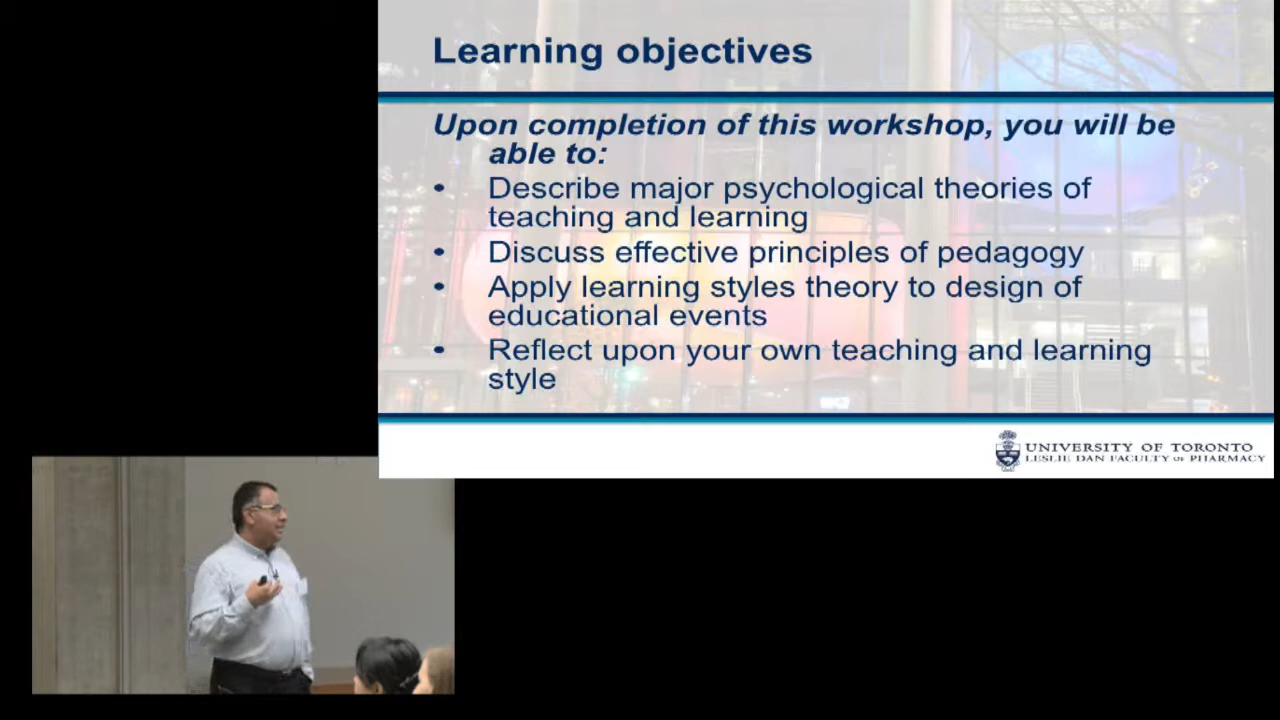 Learning objectives
Upon completion of this workshop, you will be
able to:
• Describe major psychological theories of
teaching and learning
• Discuss effective principles of pedagogy
• Apply learning styles theory to design of
educational events
• Reflect upon your own teaching and learning
style
UNIVERSITY OF TORONTO
LESLIE DAN FACULTY OF PHARMACY